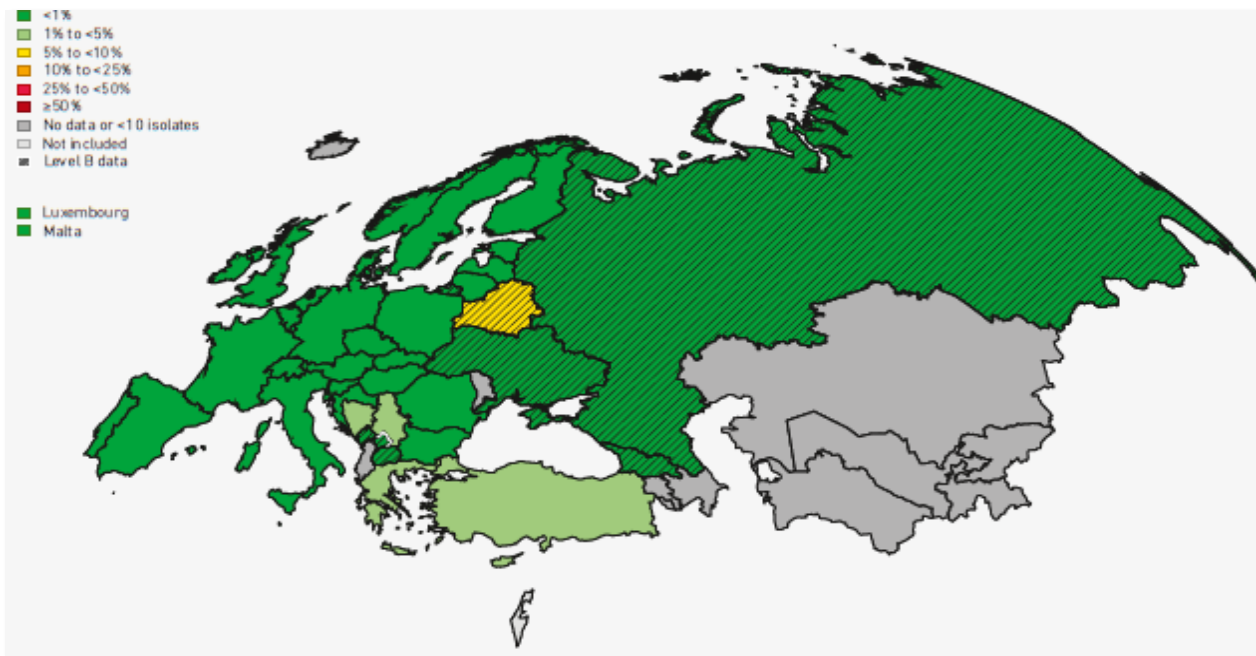 <1%
1% to <5%
5% to <10%
10% to <25%
25% to <50%
≥50%
No data or <10 isolates
Not included
Level B data
Luxembourg
Malta